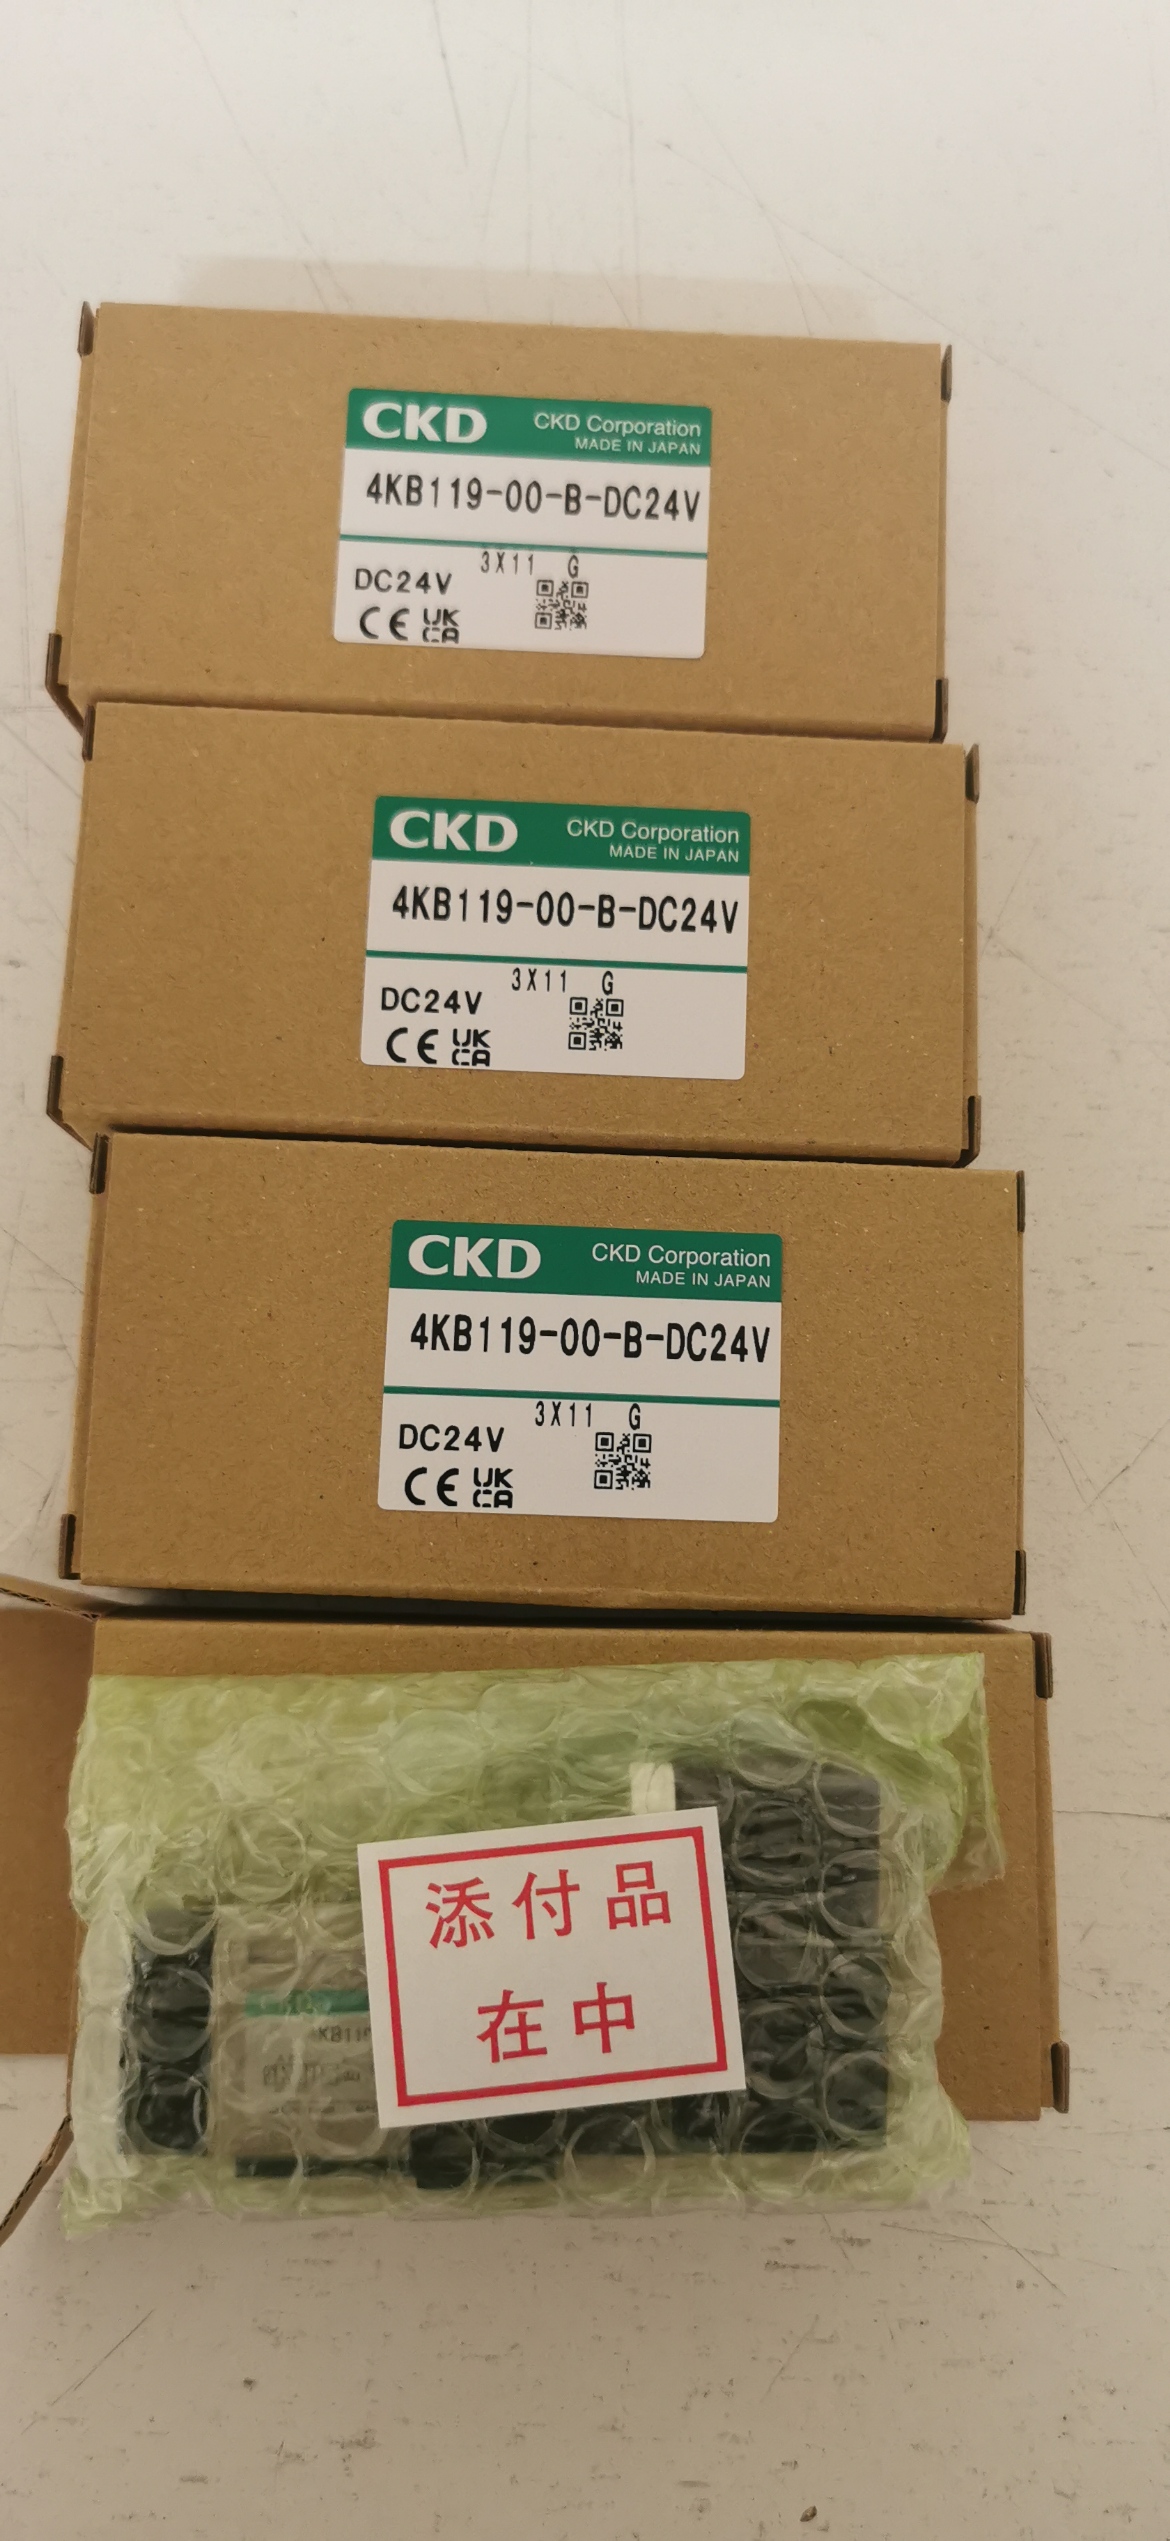 CKD CKD Corporation
MADE IN JAPAN
4KB119-00-B-DC24V
3X11 G
DC24V
CE UK
CA
CKD CKD Corporation
MADE IN JAPAN
4KB119-00-B-DC24V
3X11 G
DC24V
CE UK
CA
CKD CKD Corporation
MADE IN JAPAN
4KB119-00-B-DC24V
3X11 G
DC24V
CE UK
CA
添付品
在中